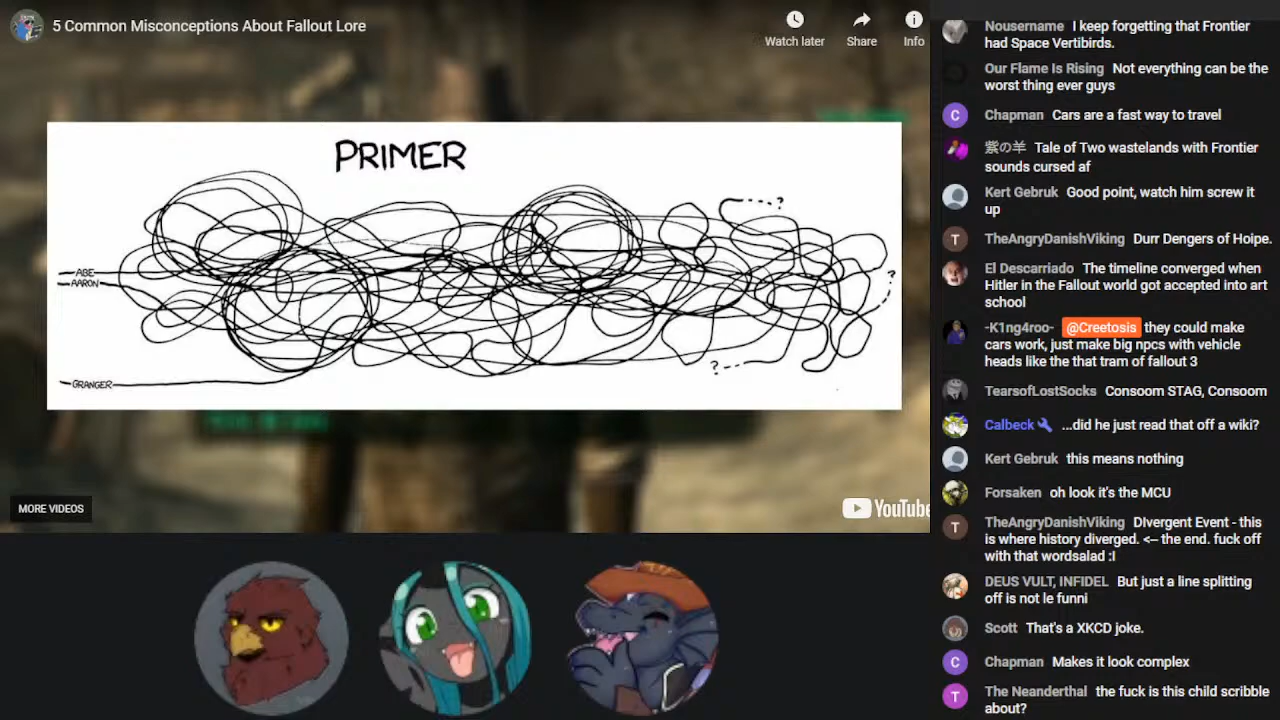 5 Common Misconceptions About Fallout Lore
Watch later
Share
Info
PRIMER
?
ABE
AARON
?
?
GRANGER
MORE VIDEOS
YouTube
Nousername I keep forgetting that Frontier
had Space Vertibirds.
Our Flame Is Rising Not everything can be the
worst thing ever guys
C Chapman Cars are a fast way to travel
紫の羊 Tale of Two wastelands with Frontier
sounds cursed af
Kert Gebruk Good point, watch him screw it
up
T TheAngryDanishViking Durr Dengers of Hoipe.
El Descarriado The timeline converged when
Hitler in the Fallout world got accepted into art
school
-K1ng4roo- @Creetosis they could make
cars work, just make big npcs with vehicle
heads like the that tram of fallout 3
TearsofLostSocks Consoom STAG, Consoom
Calbeck ...did he just read that off a wiki?
Kert Gebruk this means nothing
Forsaken oh look it's the MCU
T TheAngryDanishViking DIvergent Event - this
is where history diverged. <-- the end. fuck off
with that wordsalad :I
DEUS VULT, INFIDEL But just a line splitting
off is not le funni
Scott That's a XKCD joke.
C Chapman Makes it look complex
T The Neanderthal the fuck is this child scribble
about?